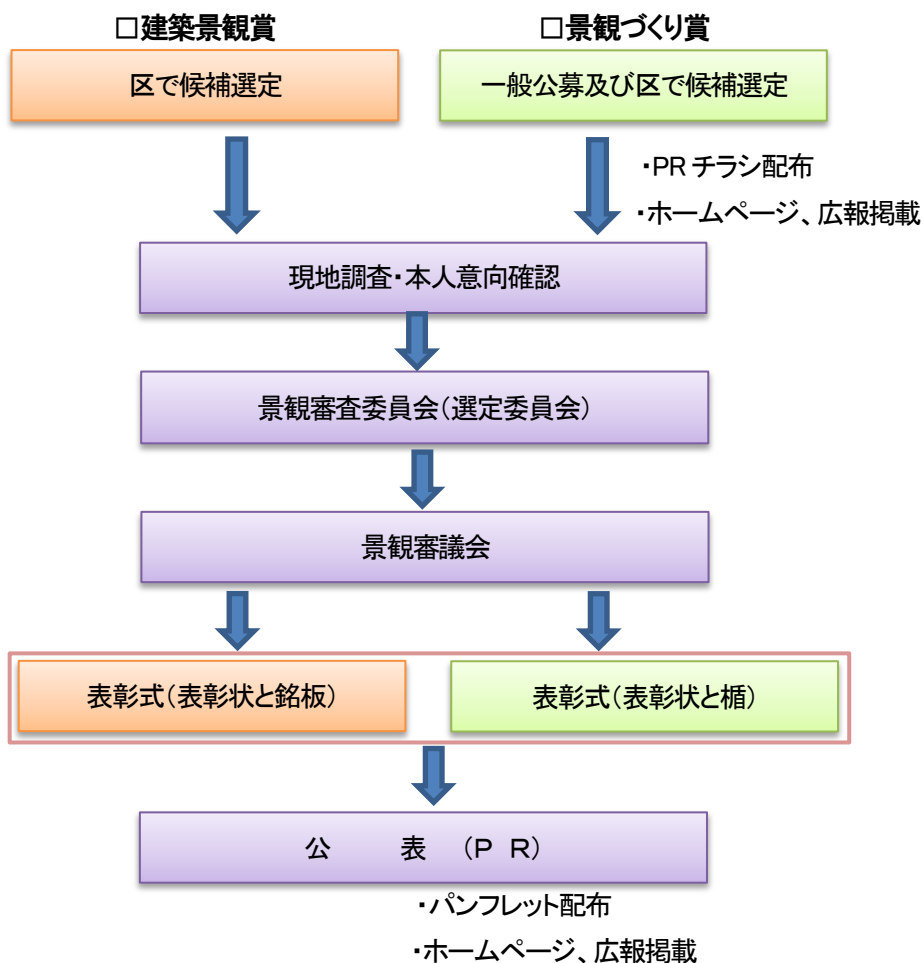 □建築景観賞
□景観づくり賞
区で候補選定
一般公募及び区で候補選定
・PRチラシ配布
・ホームページ、広報掲載
現地調査・本人意向確認
景観審査委員会（選定委員会）
景観審議会
表彰式（表彰状と銘板）
表彰式（表彰状と楯）
公　　表　（Ｐ Ｒ）
・パンフレット配布
・ホームページ、広報掲載